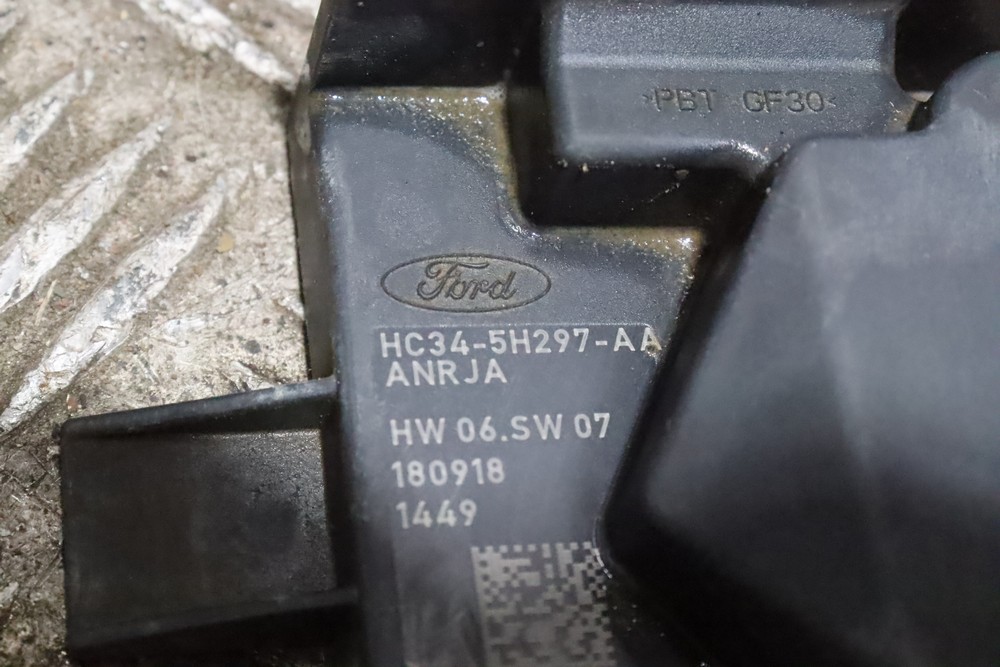 >PBT GF30<
Ford
HC34-5H297-AA
ANRJA
HW 06.SW 07
180918
1449